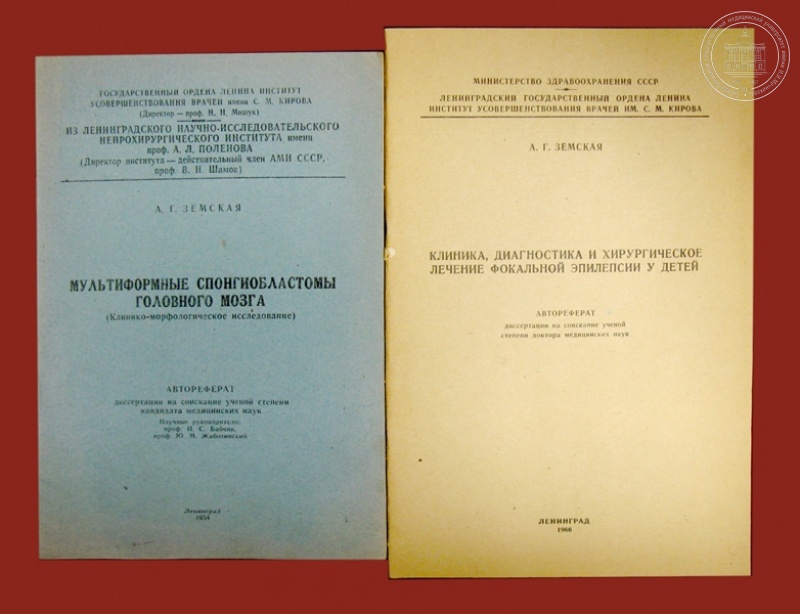 ГОСУДАРСТВЕННЫЙ ОРДЕНА ЛЕНИНА ИНСТИТУТ
УСОВЕРШЕНСТВОВАНИЯ ВРАЧЕЙ имени С. М. КИРОВА
(Директор — проф. Н. И. Мишук)
ИЗ ЛЕНИНГРАДСКОГО НАУЧНО-ИССЛЕДОВАТЕЛЬСКОГО
НЕЙРОХИРУРГИЧЕСКОГО ИНСТИТУТА имени
проф. А. Л. ПОЛЕНОВА
(Директор института — действительный член АМН СССР,
проф. В. Н. Шамов)
А. Г. ЗЕМСКАЯ
МУЛЬТИФОРМНЫЕ СПОНГИОБЛАСТОМЫ
ГОЛОВНОГО МОЗГА
(Клинико-морфологическое исследование)
АВТОРЕФЕРАТ
диссертации на соискание ученой степени
кандидата медицинских наук
Научные руководители:
проф. И. С. Бабчин,
проф. Ю. М. Жаботинский
Ленинград
1954
МИНИСТЕРСТВО ЗДРАВООХРАНЕНИЯ СССР
ЛЕНИНГРАДСКИЙ ГОСУДАРСТВЕННЫЙ ОРДЕНА ЛЕНИНА
ИНСТИТУТ УСОВЕРШЕНСТВОВАНИЯ ВРАЧЕЙ ИМ. С. М. КИРОВА
А. Г. ЗЕМСКАЯ
КЛИНИКА, ДИАГНОСТИКА И ХИРУРГИЧЕСКОЕ
ЛЕЧЕНИЕ ФОКАЛЬНОЙ ЭПИЛЕПСИИ У ДЕТЕЙ
АВТОРЕФЕРАТ
диссертации на соискание ученой
степени доктора медицинских наук
ЛЕНИНГРАД
1966